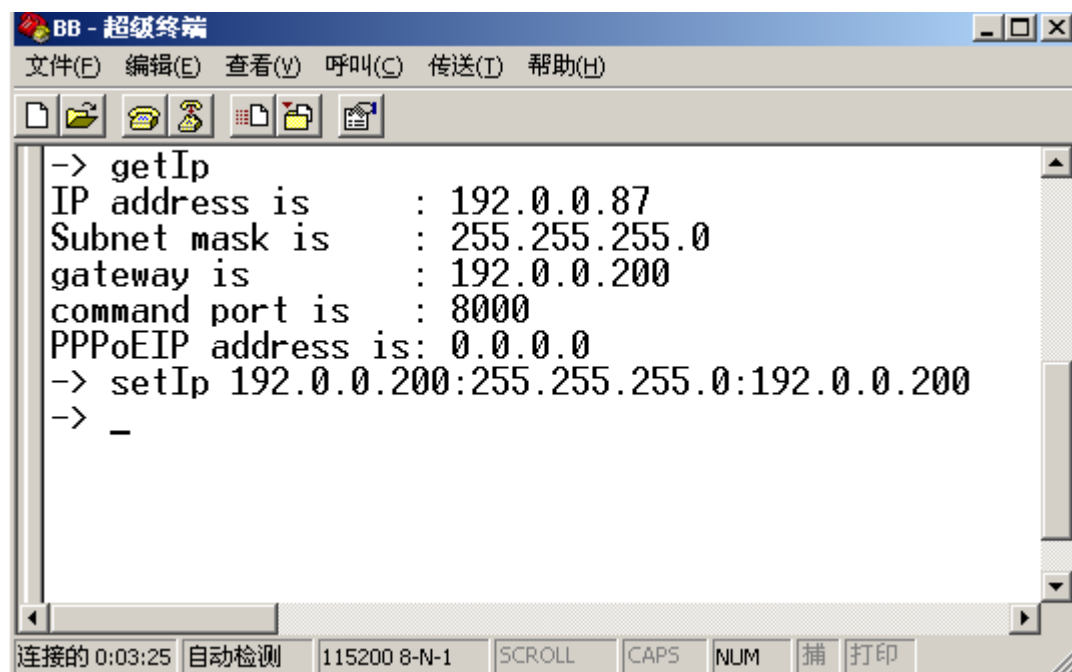 BB - 超级终端
文件(F) 编辑(E) 查看(V) 呼叫(C) 传送(T) 帮助(H)
-> getIp
IP address is : 192.0.0.87
Subnet mask is : 255.255.255.0
gateway is : 192.0.0.200
command port is : 8000
PPPoEIP address is: 0.0.0.0
-> setIp 192.0.0.200:255.255.255.0:192.0.0.200
-> _
连接的 0:03:25 自动检测 115200 8-N-1 SCROLL CAPS NUM 捕 打印